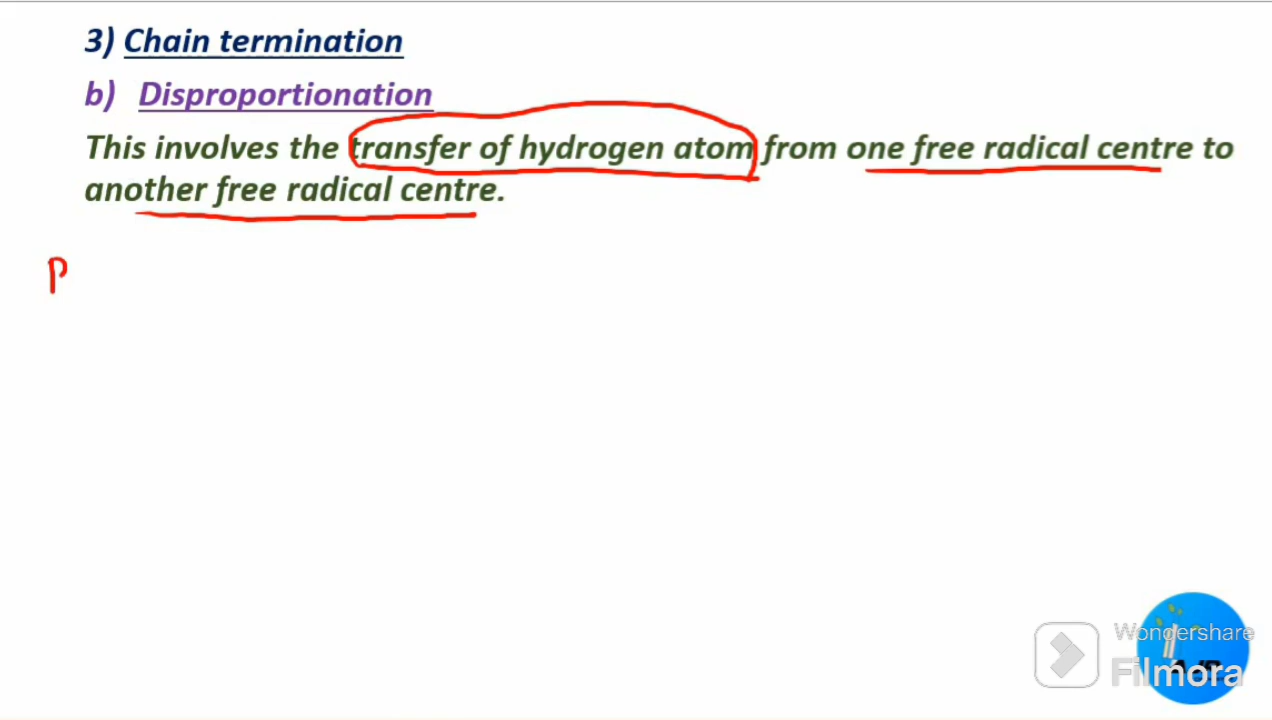 3) Chain termination
b) Disproportionation
This involves the transfer of hydrogen atom from one free radical centre to
another free radical centre.
P
Wondershare
Filmora